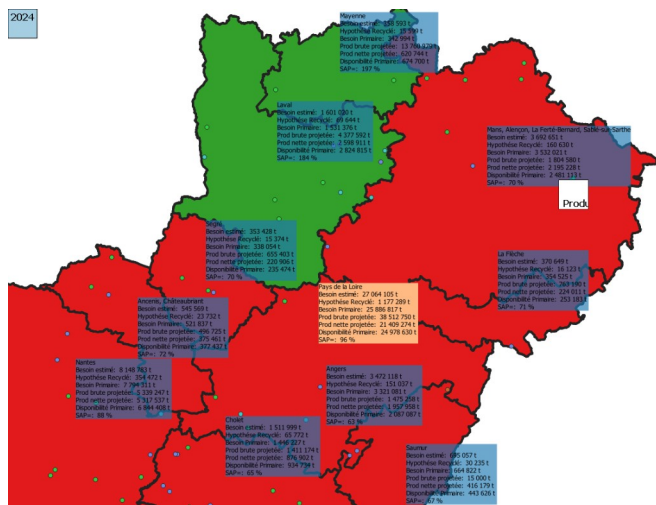 2024
Mayenne
Besoin estimé: 358 593 t
Hypothèse Recyclé: 15 599 t
Besoin Primaire: 342 994 t
Prod brute projetée:
Prod nette projetée: 620 744 t
Disponibilité Primaire: 674 700 t
SAP=: 197 %
Laval
Besoin estimé: 1 601 020 t
Hypothèse Recyclé: 69 644 t
Besoin Primaire: 1 531 376 t
Prod brute projetée: 4 377 592 t
Prod nette projetée: 2 598 911 t
Disponibilité Primaire: 2 824 815 t
SAP=: 184 %
Mans, Alençon, La Ferté-Bernard, Sablé-sur-Sarthe
Besoin estimé: 3 692 651 t
Hypothèse Recyclé: 160 630 t
Besoin Primaire: 3 532 021 t
Prod brute projetée: 1 804 580 t
Prod nette projetée: 2 195 228 t
Disponibilité Primaire: 2 481 133 t
SAP=: 70 %
Produ
Segré
Besoin estimé: 353 428 t
Hypothèse Recyclé: 15 374 t
Besoin Primaire: 338 054 t
Prod brute projetée: 655 403 t
Prod nette projetée: 220 906 t
Disponibilité Primaire: 235 474 t
SAP=: 70 %
La Flèche
Besoin estimé: 370 649 t
Hypothèse Recyclé: 16 123 t
Besoin Primaire: 354 525 t
Prod brute projetée: 269 190 t
Prod nette projetée: 224 011 t
Disponibilité Primaire: 253 181 t
SAP=: 71 %
Pays de la Loire
Besoin estimé: 27 064 105 t
Hypothèse Recyclé: 1 177 289 t
Besoin Primaire: 25 886 817 t
Prod brute projetée: 38 512 750 t
Prod nette projetée: 21 409 274 t
Disponibilité Primaire: 24 978 630 t
SAP=: 96 %
Ancenis, Châteaubriant
Besoin estimé: 545 569 t
Hypothèse Recyclé: 23 732 t
Besoin Primaire: 521 837 t
Prod brute projetée: 496 725 t
Prod nette projetée: 375 461 t
Disponibilité Primaire: 377 437 t
SAP=: 72 %
Nantes
Besoin estimé: 8 148 783 t
Hypothèse Recyclé: 354 472 t
Besoin Primaire: 7 794 311 t
Prod brute projetée: 5 339 247 t
Prod nette projetée: 5 317 537 t
Disponibilité Primaire: 6 844 408 t
SAP=: 88 %
Angers
Besoin estimé: 3 472 118 t
Hypothèse Recyclé: 151 037 t
Besoin Primaire: 3 321 081 t
Prod brute projetée: 1 475 258 t
Prod nette projetée: 1 957 958 t
Disponibilité Primaire: 2 087 087 t
SAP=: 63 %
Cholet
Besoin estimé: 1 511 999 t
Hypothèse Recyclé: 65 772 t
Besoin Primaire: 1 446 227 t
Prod brute projetée: 1 411 174 t
Prod nette projetée: 876 902 t
Disponibilité Primaire: 934 734 t
SAP=: 65 %
Saumur
Besoin estimé: 695 057 t
Hypothèse Recyclé: 30 235 t
Besoin Primaire: 664 822 t
Prod brute projetée: 15 000 t
Prod nette projetée: 416 179 t
Disponibilité Primaire: 443 626 t
SAP=: 67 %